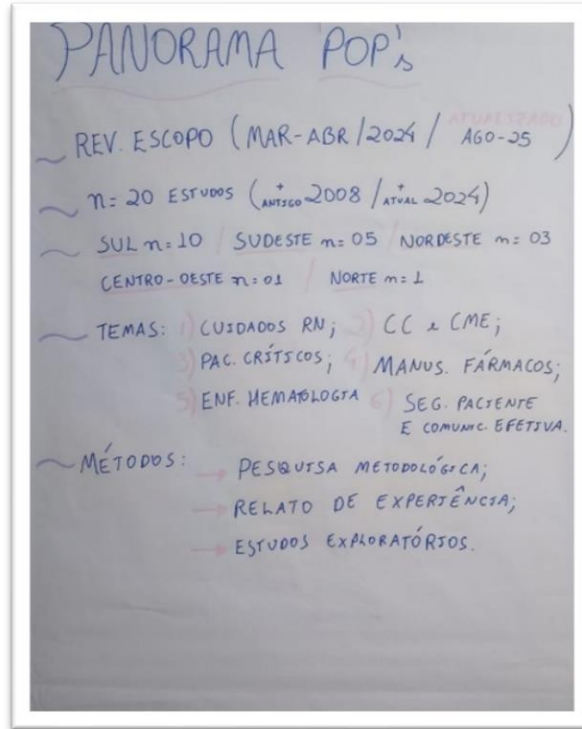 PANORAMA POP's
~ REV. ESCOPO (MAR-ABR/2024/ AGO-25)
ATUALIZADA
~ n= 20 ESTUDOS (+ ANTIGO 2008 / + ATUAL 2024)
~ SUL n=10 / SUDESTE n= 05 / NORDESTE n= 03
CENTRO-OESTE n=01 / NORTE n= 1
~ TEMAS: 1) CUIDADOS RN; 2) CC e CME;
3) PAC. CRÍTICOS; 4) MANUS. FÁRMACOS;
5) ENF. HEMATOLOGIA 6) SEG. PACIENTE
E COMUNIC. EFETIVA.
~ MÉTODOS: → PESQUISA METODOLÓGICA;
→ RELATO DE EXPERIÊNCIA;
→ ESTUDOS EXPLORATÓRIOS.